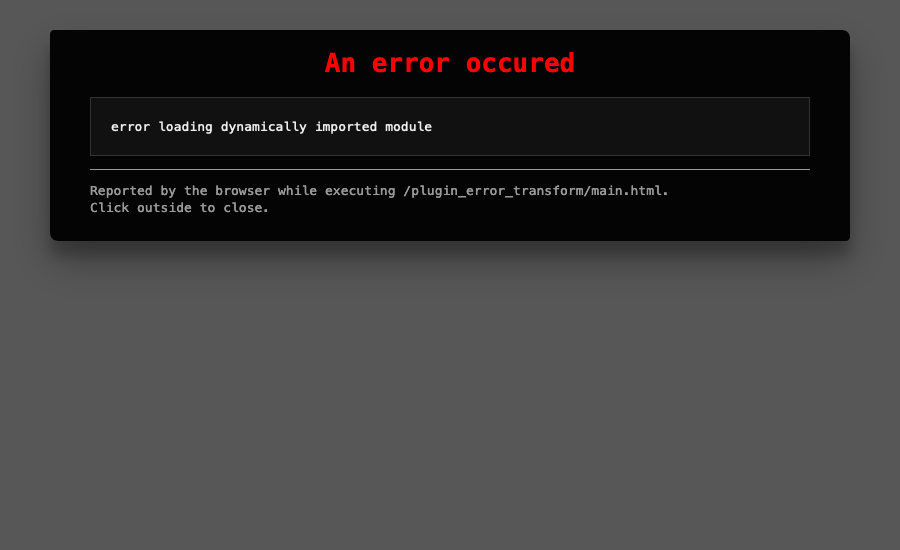 An error occured
error loading dynamically imported module
Reported by the browser while executing /plugin_error_transform/main.html.
Click outside to close.